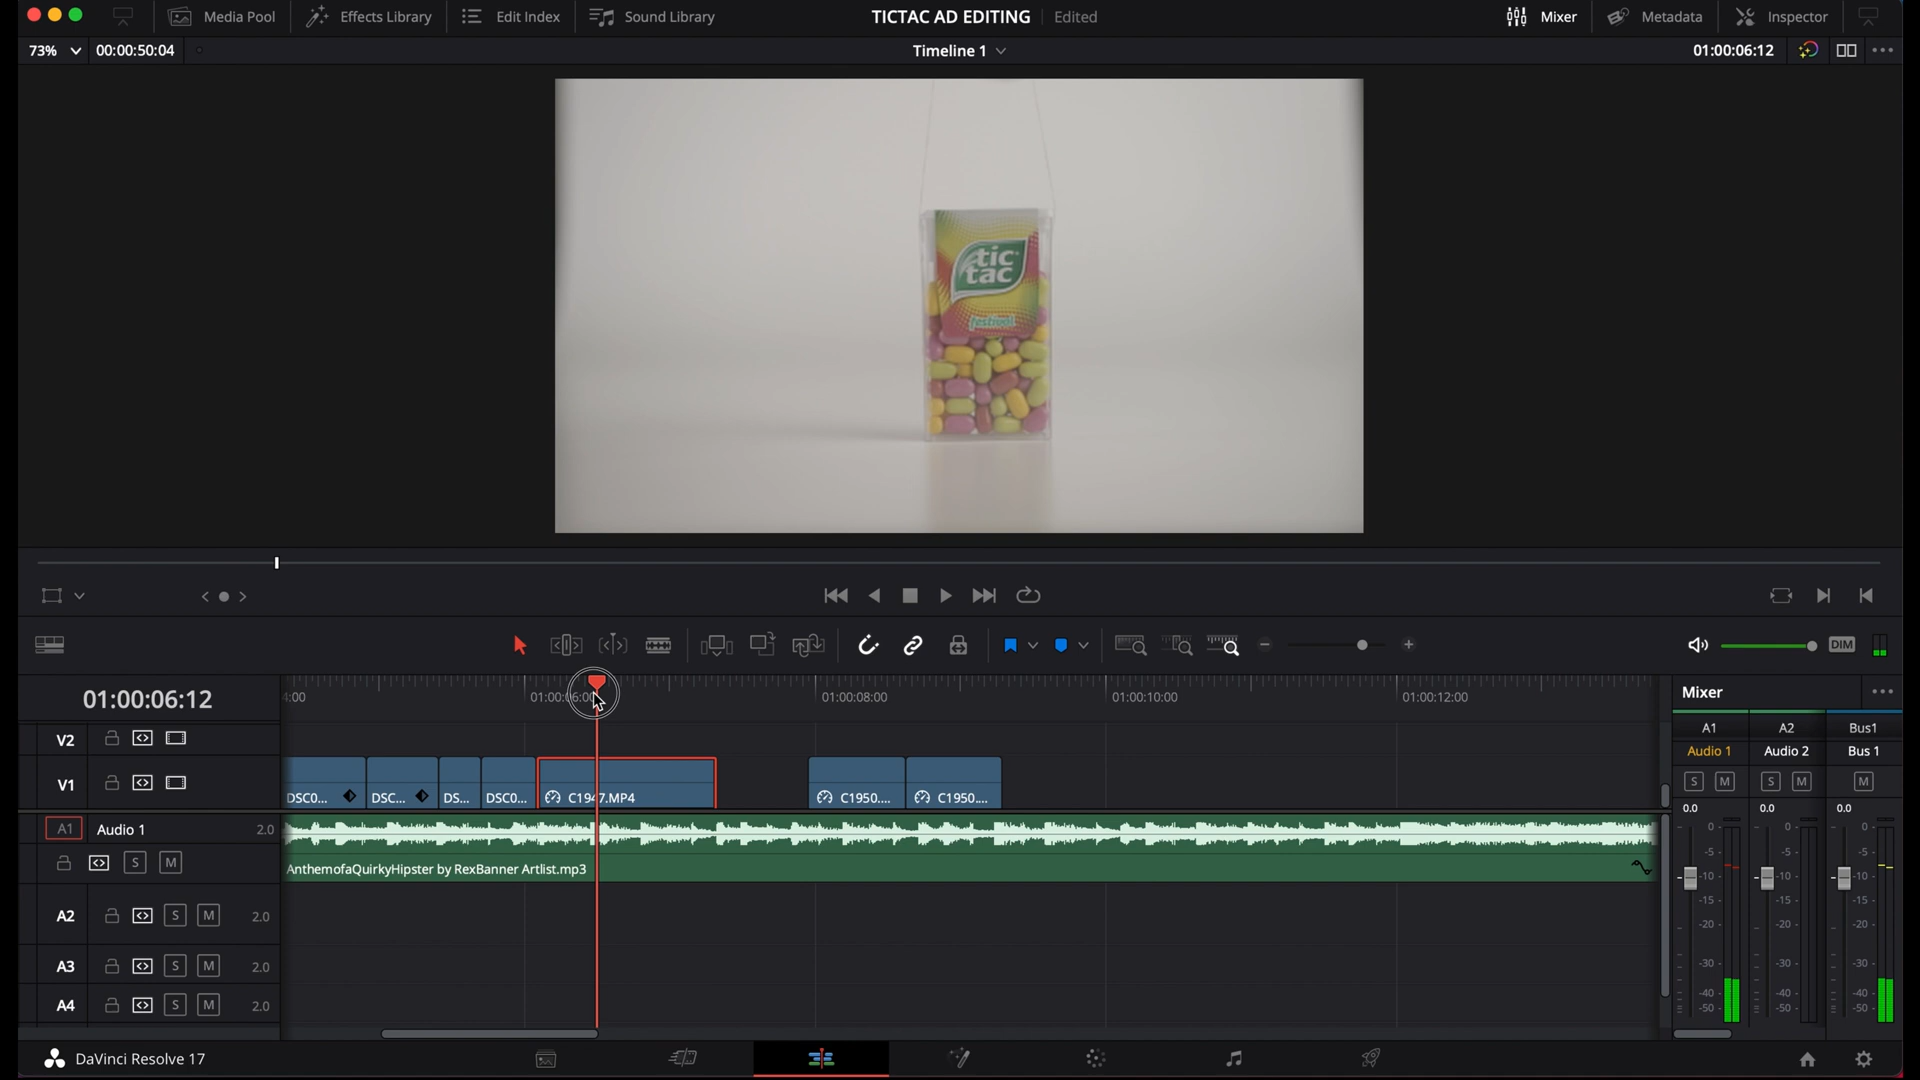 Media Pool Effects Library Edit Index Sound Library TICTAC AD EDITING Edited Mixer Metadata Inspector
73% 00:00:50:04 Timeline 1 01:00:06:12
tic
tac
festival
DIM
01:00:06:12 4:00 01:00:06:00 01:00:08:00 01:00:10:00 01:00:12:00 Mixer
V2 A1 A2 Bus1
Audio 1 Audio 2 Bus 1
V1 DSC0... DSC... DS... DSC0... C1947.MP4 C1950.... C1950.... S M S M M
0.0 0.0 0.0
A1 Audio 1 2.0
S M AnthemofaQuirkyHipster by RexBanner Artlist.mp3
A2 S M 2.0
A3 S M 2.0
A4 S M 2.0
0 -5 -10 -15 -20 -30 -40 -50
0 -5 -10 -15 -20 -30 -40 -50
0 -5 -10 -15 -20 -30 -40 -50
DaVinci Resolve 17